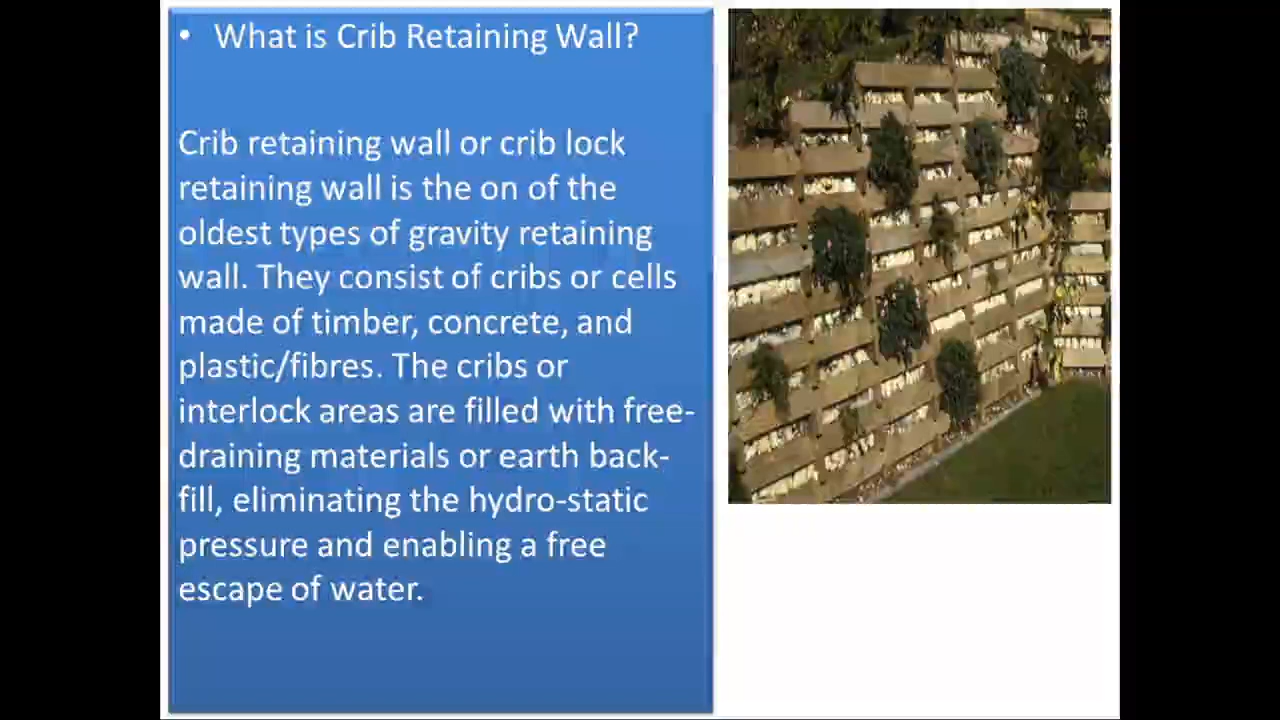 • What is Crib Retaining Wall?
Crib retaining wall or crib lock
retaining wall is the on of the
oldest types of gravity retaining
wall. They consist of cribs or cells
made of timber, concrete, and
plastic/fibres. The cribs or
interlock areas are filled with free-
draining materials or earth back-
fill, eliminating the hydro-static
pressure and enabling a free
escape of water.